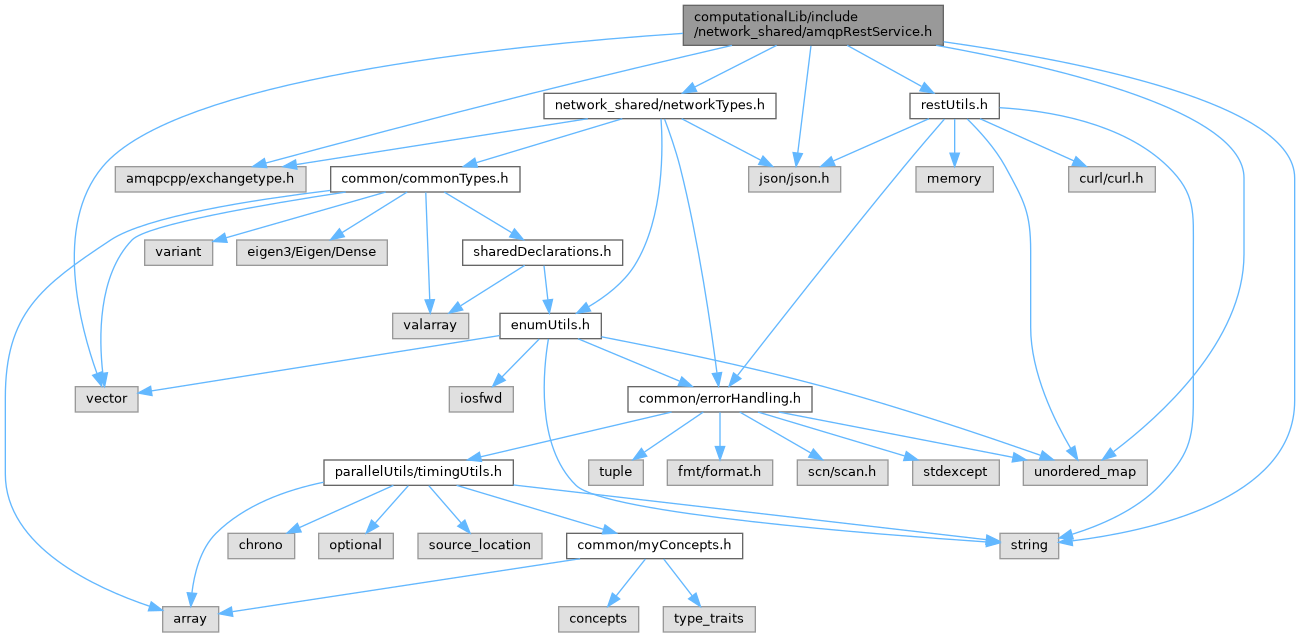 computationalLib/include
/network_shared/amqpRestService.h
network_shared/networkTypes.h
restUtils.h
amqpcpp/exchangetype.h
common/commonTypes.h
json/json.h
memory
curl/curl.h
variant
eigen3/Eigen/Dense
sharedDeclarations.h
valarray
enumUtils.h
vector
iosfwd
common/errorHandling.h
parallelUtils/timingUtils.h
tuple
fmt/format.h
scn/scan.h
stdexcept
unordered_map
chrono
optional
source_location
common/myConcepts.h
string
array
concepts
type_traits